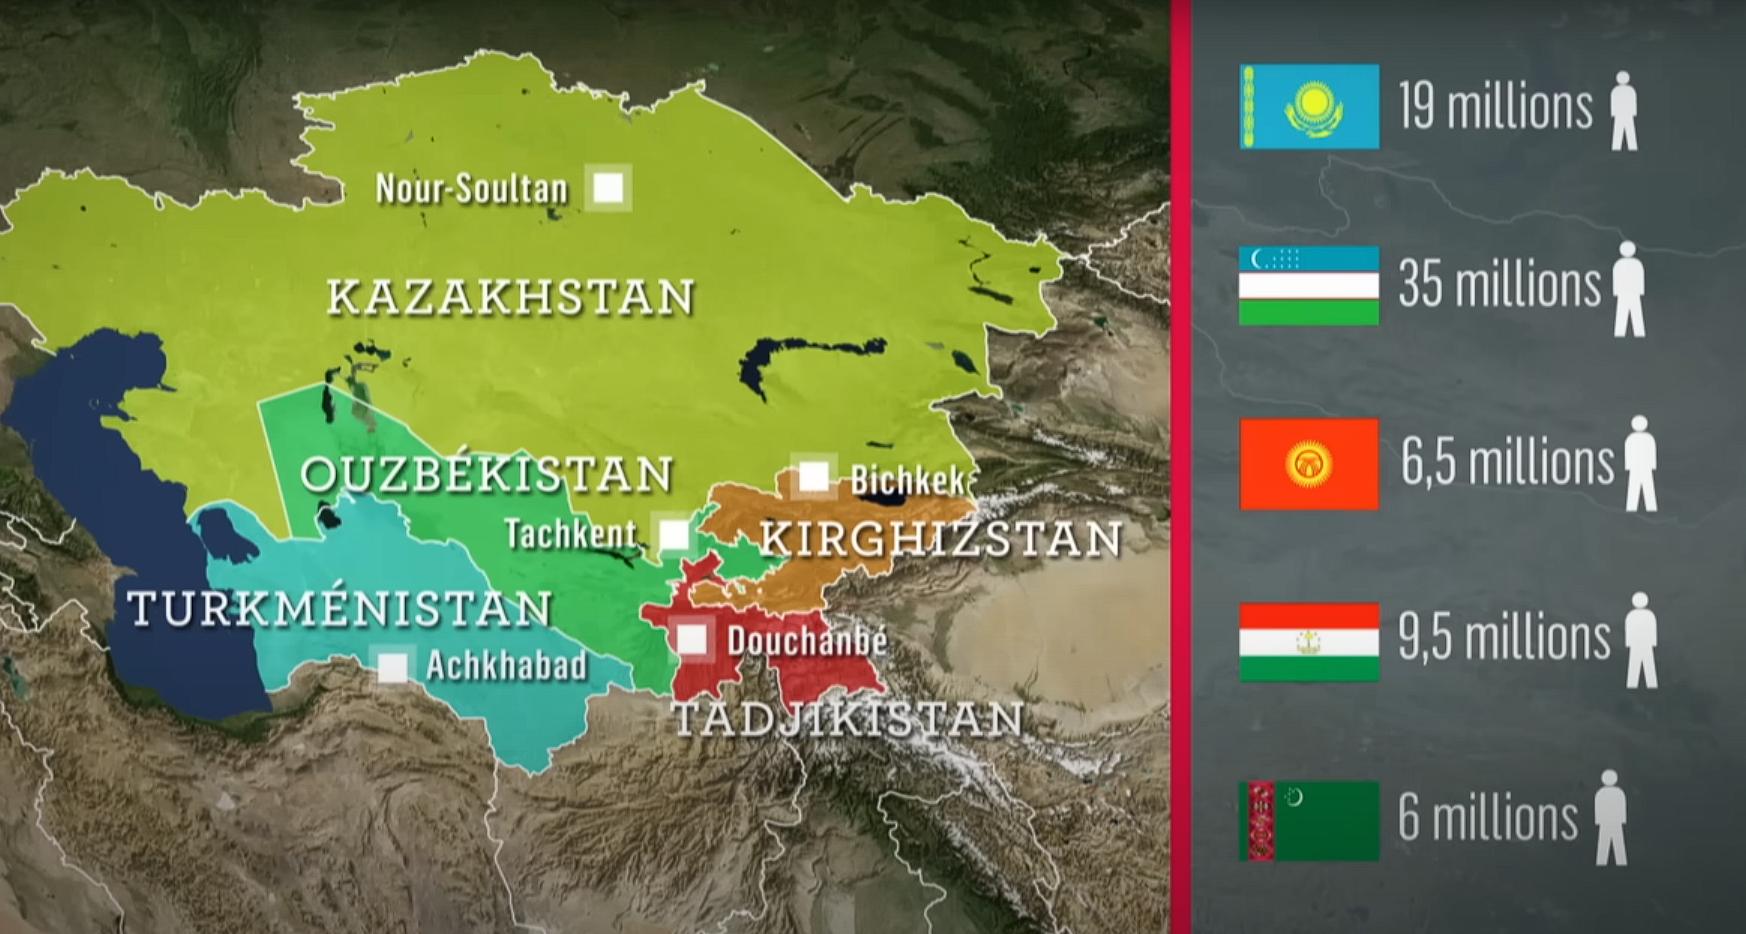 Nour-Soultan
KAZAKHSTAN
OUZBÉKISTAN
Bichkek
Tachkent
KIRGHIZSTAN
TURKMÉNISTAN
Douchanbé
Achkhabad
TADJIKISTAN
19 millions
35 millions
6,5 millions
9,5 millions
6 millions